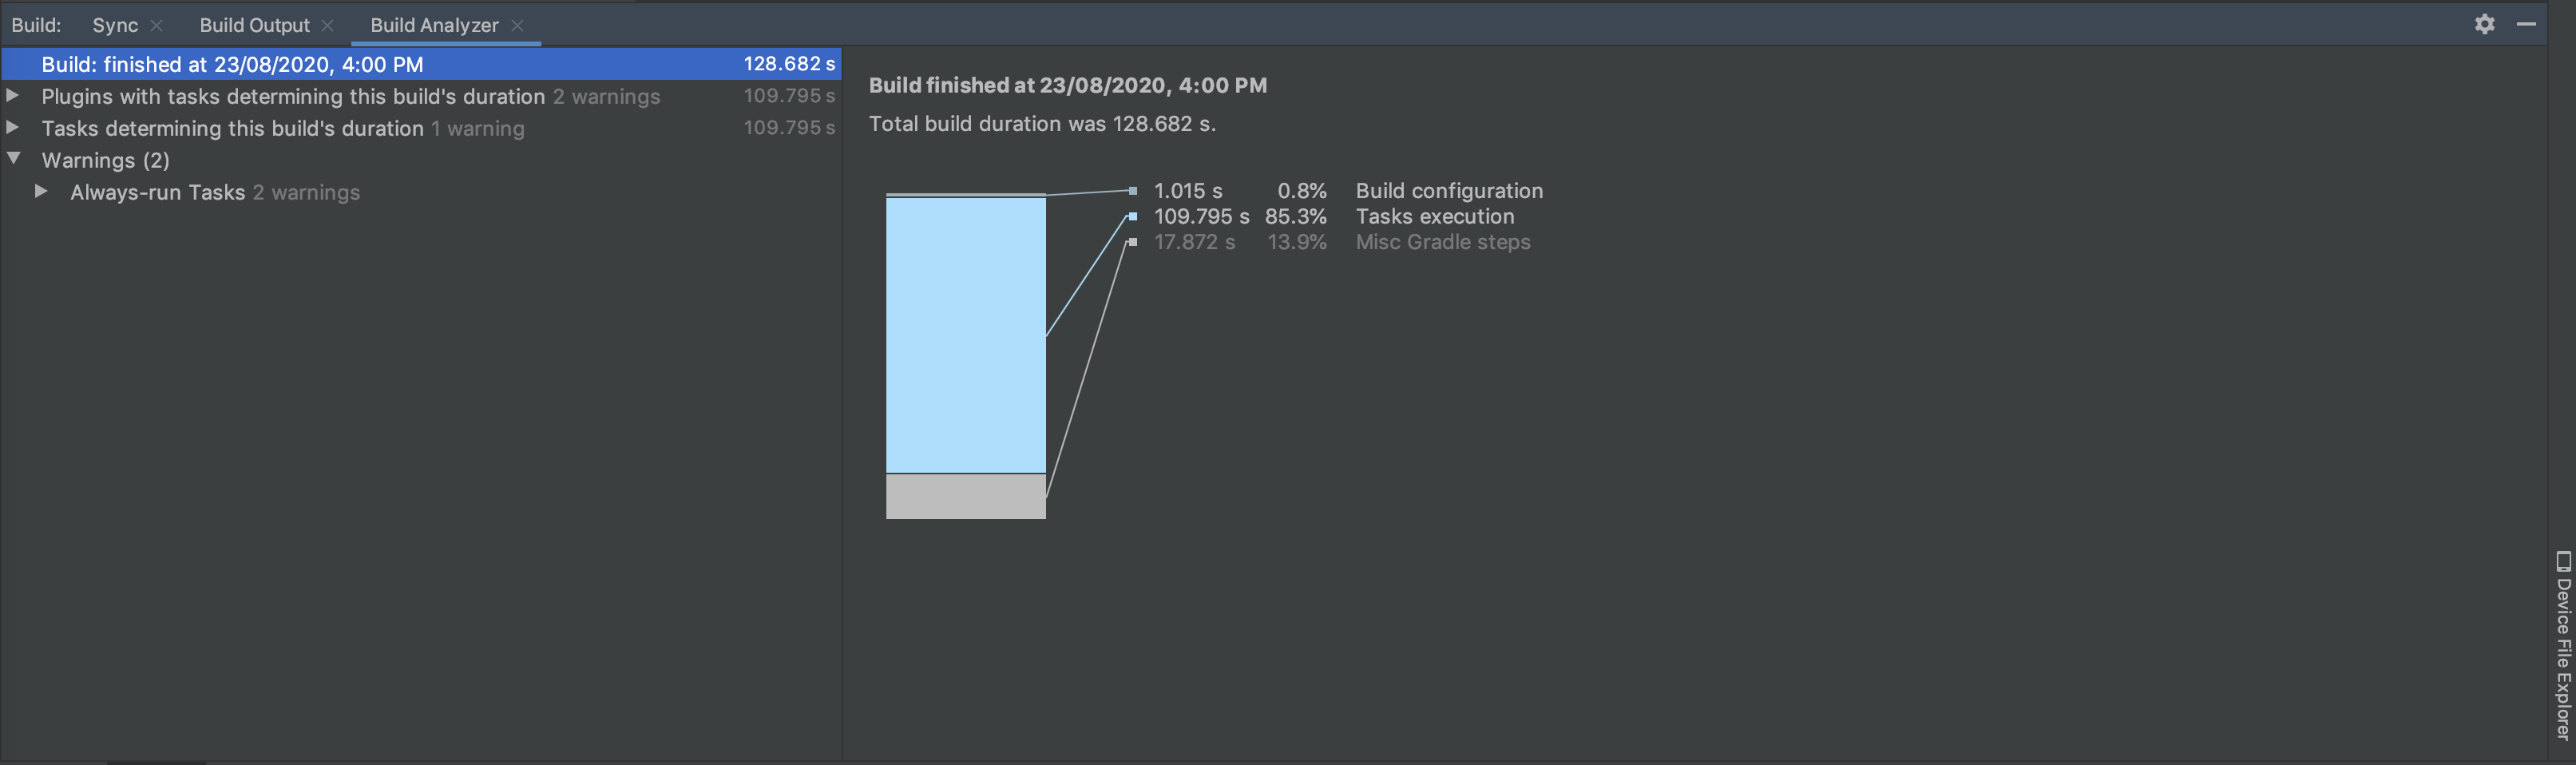 Build: Sync Build Output Build Analyzer
Build: finished at 23/08/2020, 4:00 PM 128.682 s
Plugins with tasks determining this build's duration 2 warnings 109.795 s
Tasks determining this build's duration 1 warning 109.795 s
Warnings (2)
Always-run Tasks 2 warnings
Build finished at 23/08/2020, 4:00 PM
Total build duration was 128.682 s.
1.015 s 0.8% Build configuration
109.795 s 85.3% Tasks execution
17.872 s 13.9% Misc Gradle steps
Device File Explorer